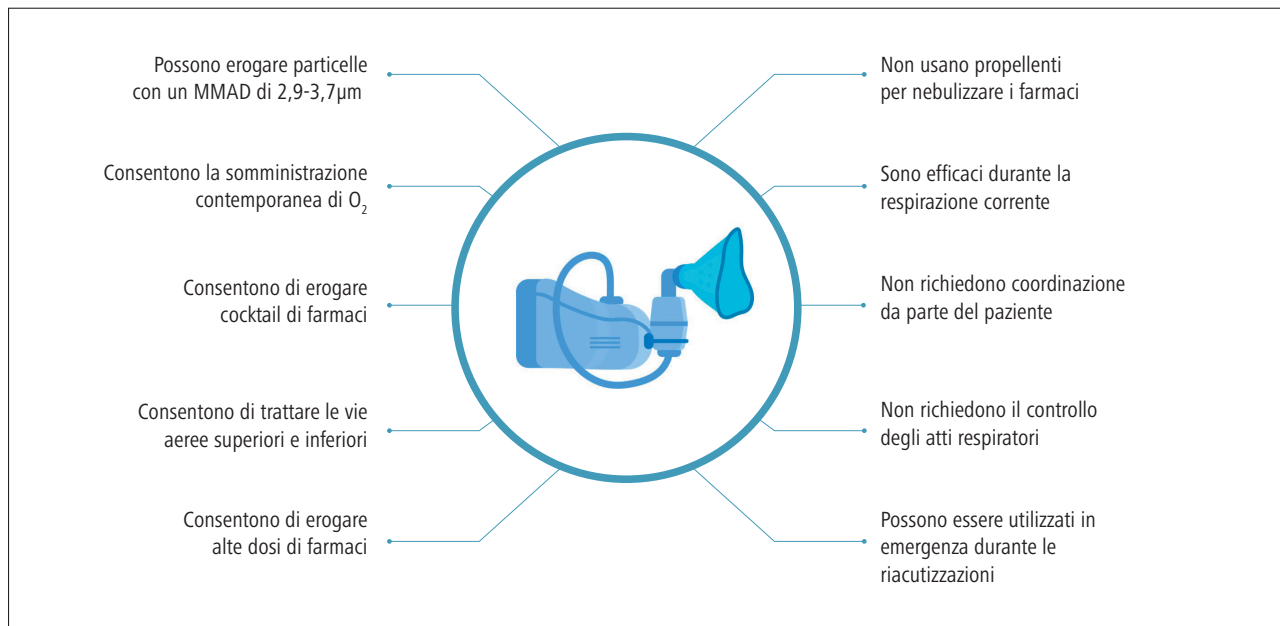 Possono erogare particelle
con un MMAD di 2,9-3,7µm
Consentono la somministrazione
contemporanea di O₂
Consentono di erogare
cocktail di farmaci
Consentono di trattare le vie
aeree superiori e inferiori
Consentono di erogare
alte dosi di farmaci
Non usano propellenti
per nebulizzare i farmaci
Sono efficaci durante la
respirazione corrente
Non richiedono coordinazione
da parte del paziente
Non richiedono il controllo
degli atti respiratori
Possono essere utilizzati in
emergenza durante le
riacutizzazioni